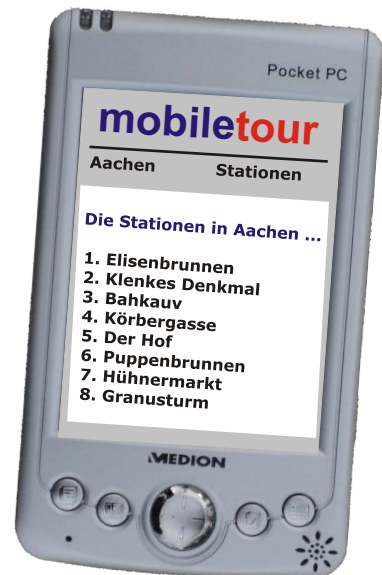 Pocket PC
mobiletour
Aachen Stationen
Die Stationen in Aachen ...
1. Elisenbrunnen
2. Klenkes Denkmal
3. Bahkauv
4. Körbergasse
5. Der Hof
6. Puppenbrunnen
7. Hühnermarkt
8. Granusturm
MEDION